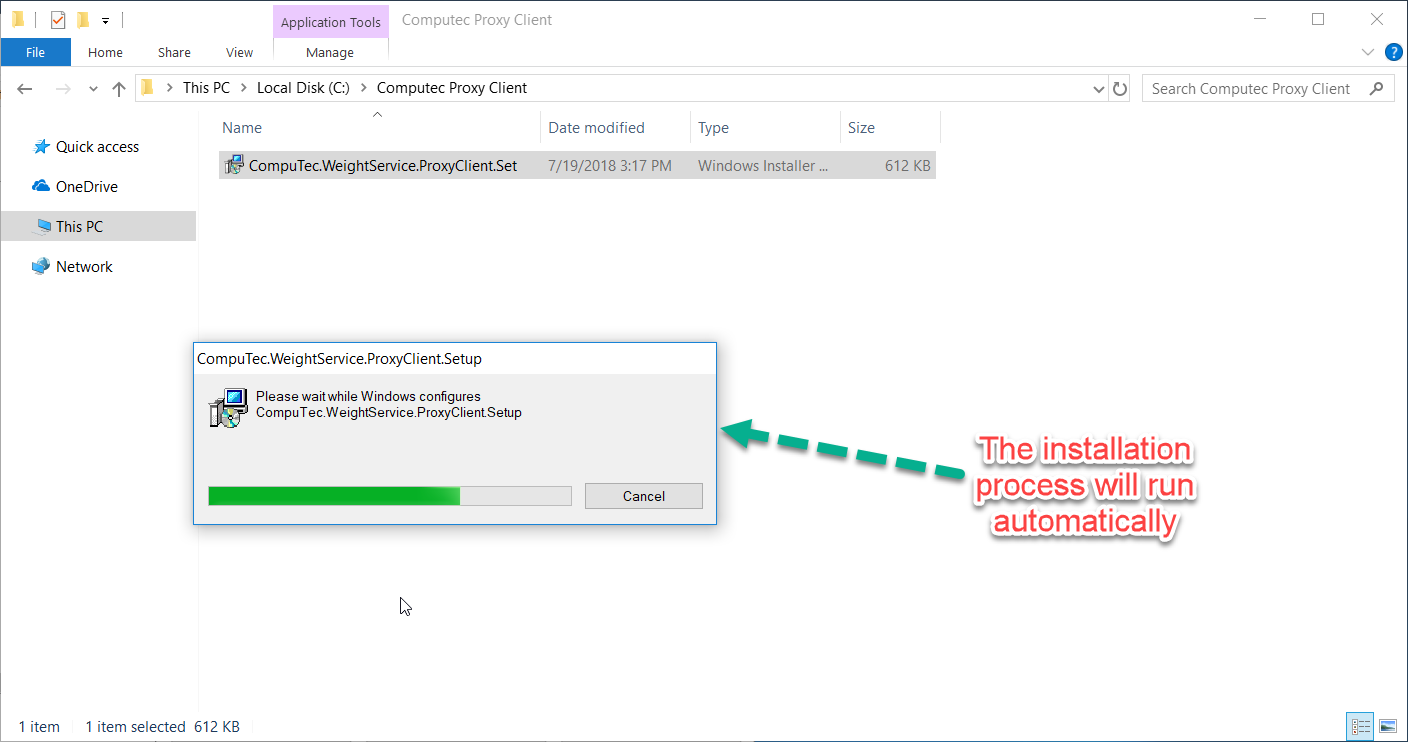 Application Tools
Computec Proxy Client
File
Home
Share
View
Manage
?
This PC
Local Disk (C:)
Computec Proxy Client
Search Computec Proxy Client
Name
Date modified
Type
Size
Quick access
OneDrive
This PC
Network
CompuTec.WeightService.ProxyClient.Set
7/19/2018 3:17 PM
Windows Installer ...
612 KB
CompuTec.WeightService.ProxyClient.Setup
Please wait while Windows configures
CompuTec.WeightService.ProxyClient.Setup
Cancel
The installation
process will run
automatically
1 item
1 item selected 612 KB